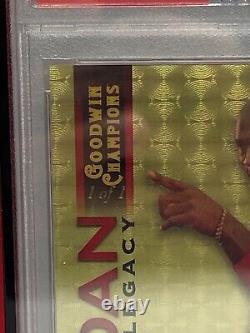 GOODWIN
CHAMPIONS
1 of 1
DAN
LEGACY